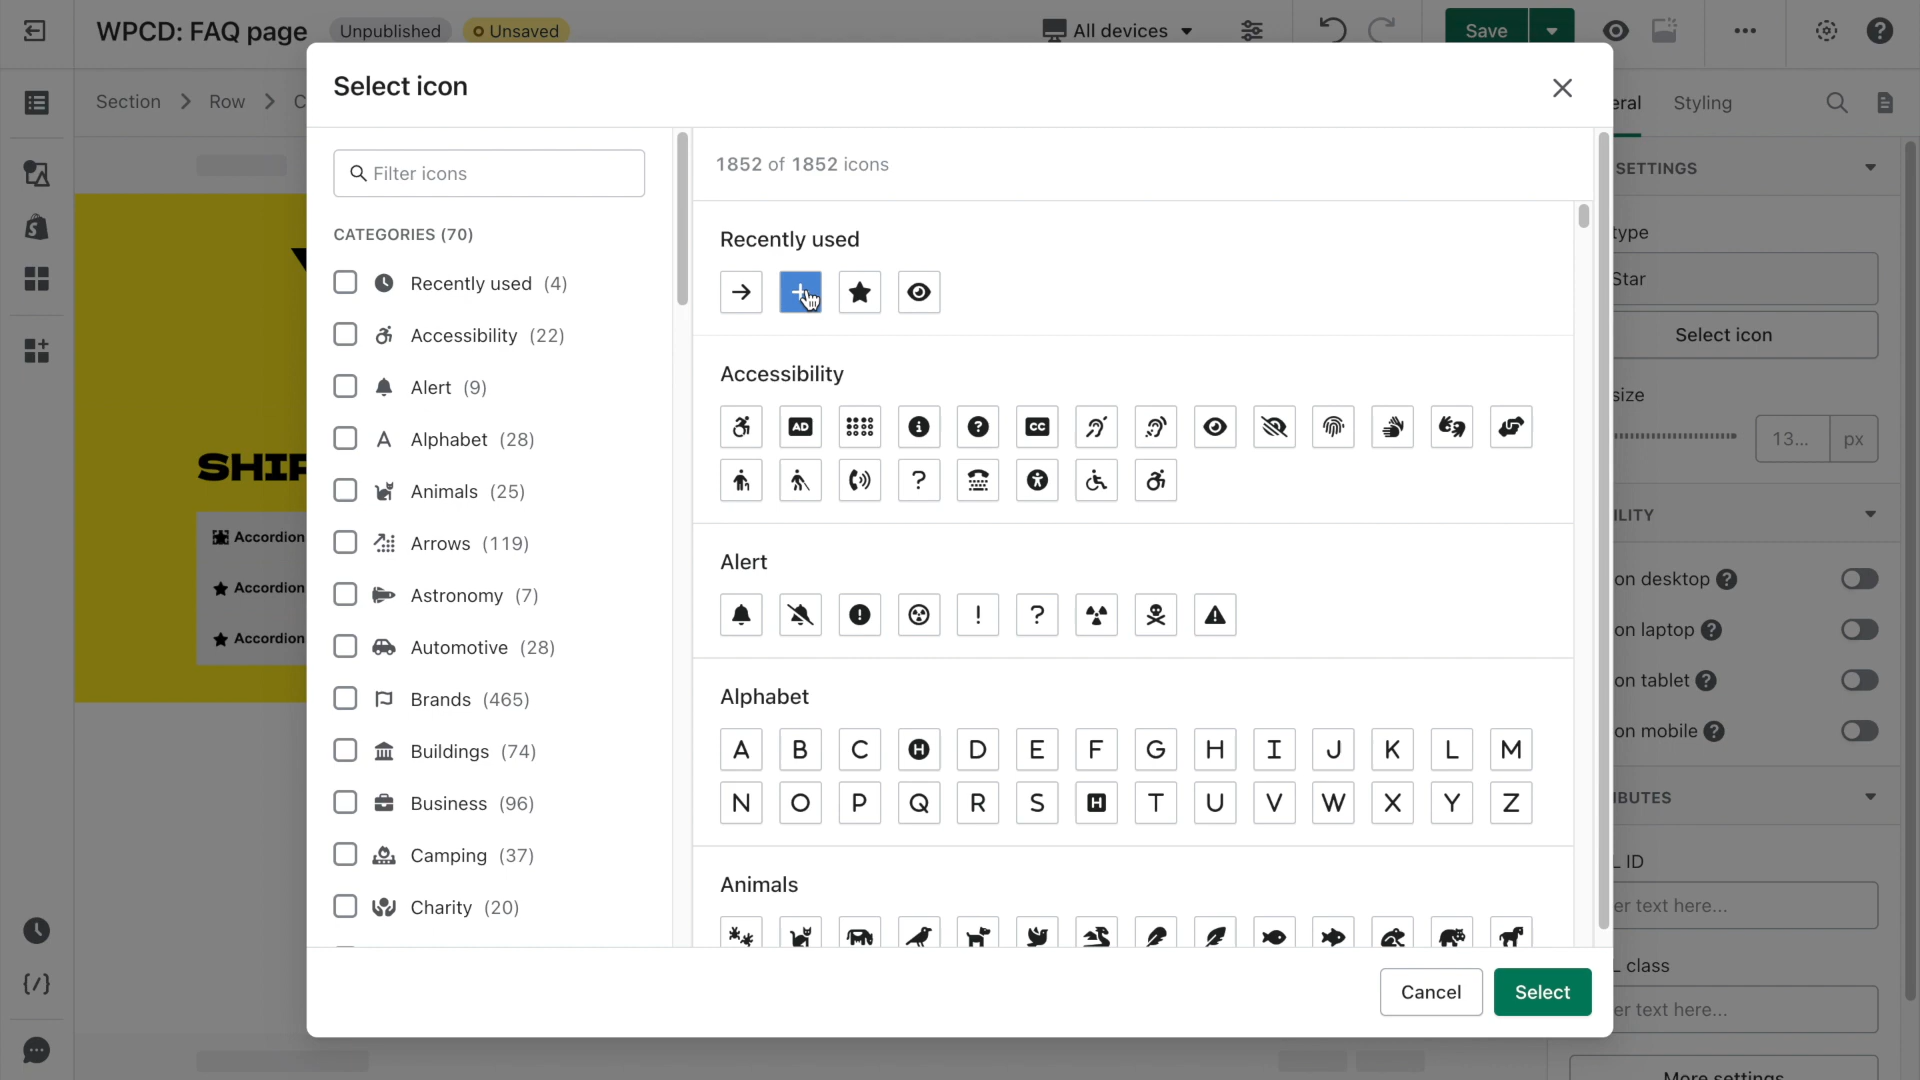 WPCD: FAQ page
Unpublished
Unsaved
All devices
Save
Section
Row
C
Select icon
eral
Styling
Filter icons
1852 of 1852 icons
SETTINGS
CATEGORIES (70)
Recently used
type
Recently used (4)
Star
Accessibility (22)
Select icon
Alert (9)
Accessibility
size
AD
CC
13...
px
Alphabet (28)
SHIP
Animals (25)
ILITY
Accordion
Arrows (119)
Alert
on desktop
Accordion
Astronomy (7)
on laptop
Accordion
Automotive (28)
on tablet
Brands (465)
Alphabet
on mobile
Buildings (74)
A B C H D E F G H I J K L M
Business (96)
N O P Q R S H T U V W X Y Z
IBUTES
Camping (37)
L ID
Animals
Charity (20)
er text here...
L class
Cancel
Select
er text here...
More settings